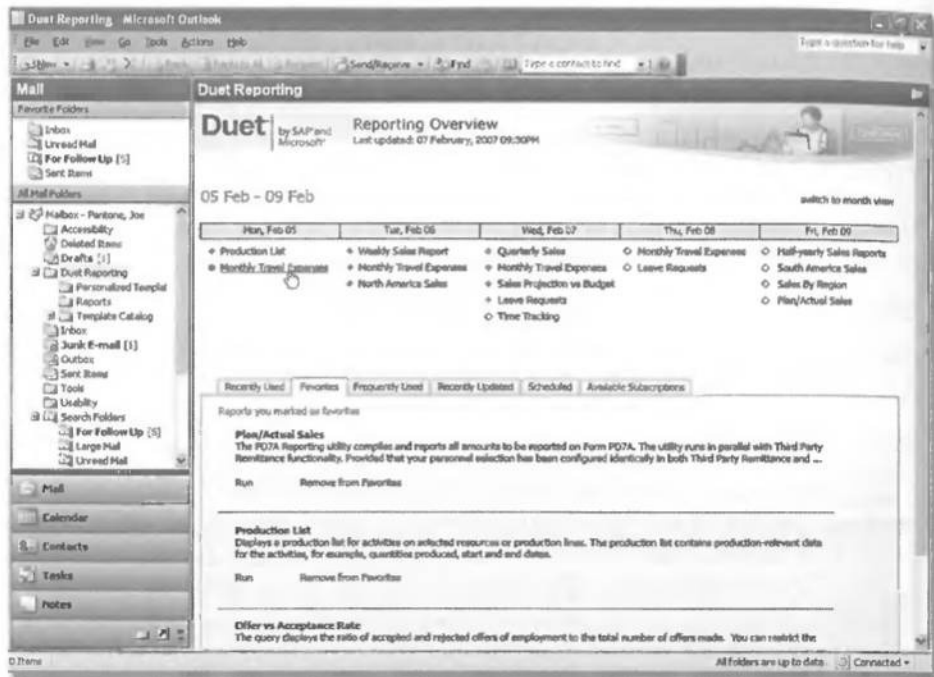 Duet Reporting Microsoft Outlook
File Edit View Go Tools Actions Help
Type a question for help
New Send/Receive Find Type a contact to find
Mail
Favorite Folders
Inbox
Unread Mail
For Follow Up [5]
Sent Items
All Mail Folders
Mailbox - Pantone, Joe
Accessibility
Deleted Items
Drafts [1]
Duet Reporting
Personalized Templat
Reports
Template Catalog
Inbox
Junk E-mail [1]
Outbox
Sent Items
Tools
Usability
Search Folders
For Follow Up [5]
Large Mail
Unread Mail
Mail
Calendar
Contacts
Tasks
Notes
Duet Reporting
Duet by SAP and Microsoft
Reporting Overview
Last updated: 07 February, 2007 09:30PM
05 Feb - 09 Feb
switch to month view
Mon, Feb 05
Production List
Monthly Travel Expenses
Tue, Feb 06
Weekly Sales Report
Monthly Travel Expenses
North America Sales
Wed, Feb 07
Quarterly Sales
Monthly Travel Expenses
Sales Projection vs Budget
Leave Requests
Time Tracking
Thu, Feb 08
Monthly Travel Expenses
Leave Requests
Fri, Feb 09
Half-yearly Sales Reports
South America Sales
Sales By Region
Plan/Actual Sales
Recently Used Favorites Frequently Used Recently Updated Scheduled Available Subscriptions
Reports you marked as favorites
Plan/Actual Sales
The PD7A Reporting utility compiles and reports all amounts to be reported on Form PD7A. The utility runs in parallel with Third Party
Remittance functionality. Provided that your personnel selection has been configured identically in both Third Party Remittance and ...
Run Remove from Favorites
Production List
Displays a production list for activities on selected resources or production lines. The production list contains production-relevant data
for the activities, for example, quantities produced, start and end dates.
Run Remove from Favorites
Offer vs Acceptance Rate
The query displays the ratio of accepted and rejected offers of employment to the total number of offers made. You can restrict the
0 Items
All folders are up to date. Connected